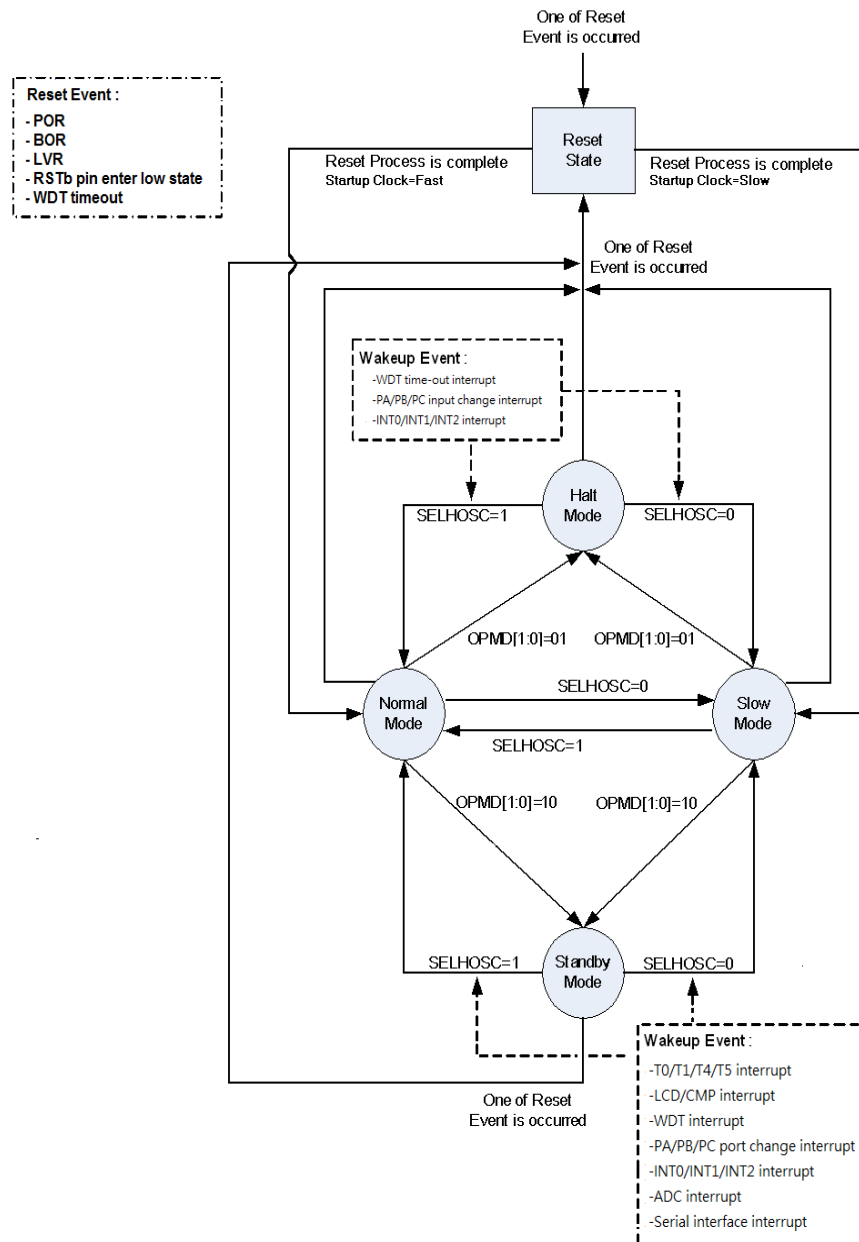 One of Reset
Event is occurred
Reset Event :
- POR
- BOR
- LVR
- RSTb pin enter low state
- WDT timeout
Reset
State
Reset Process is complete
Startup Clock=Fast
Reset Process is complete
Startup Clock=Slow
One of Reset
Event is occurred
Wakeup Event :
-WDT time-out interrupt
-PA/PB/PC input change interrupt
-INT0/INT1/INT2 interrupt
Halt
Mode
SELHOSC=1
SELHOSC=0
OPMD[1:0]=01
OPMD[1:0]=01
Normal
Mode
SELHOSC=0
Slow
Mode
SELHOSC=1
OPMD[1:0]=10
OPMD[1:0]=10
SELHOSC=1
Standby
Mode
SELHOSC=0
One of Reset
Event is occurred
Wakeup Event :
-T0/T1/T4/T5 interrupt
-LCD/CMP interrupt
-WDT interrupt
-PA/PB/PC port change interrupt
-INT0/INT1/INT2 interrupt
-ADC interrupt
-Serial interface interrupt